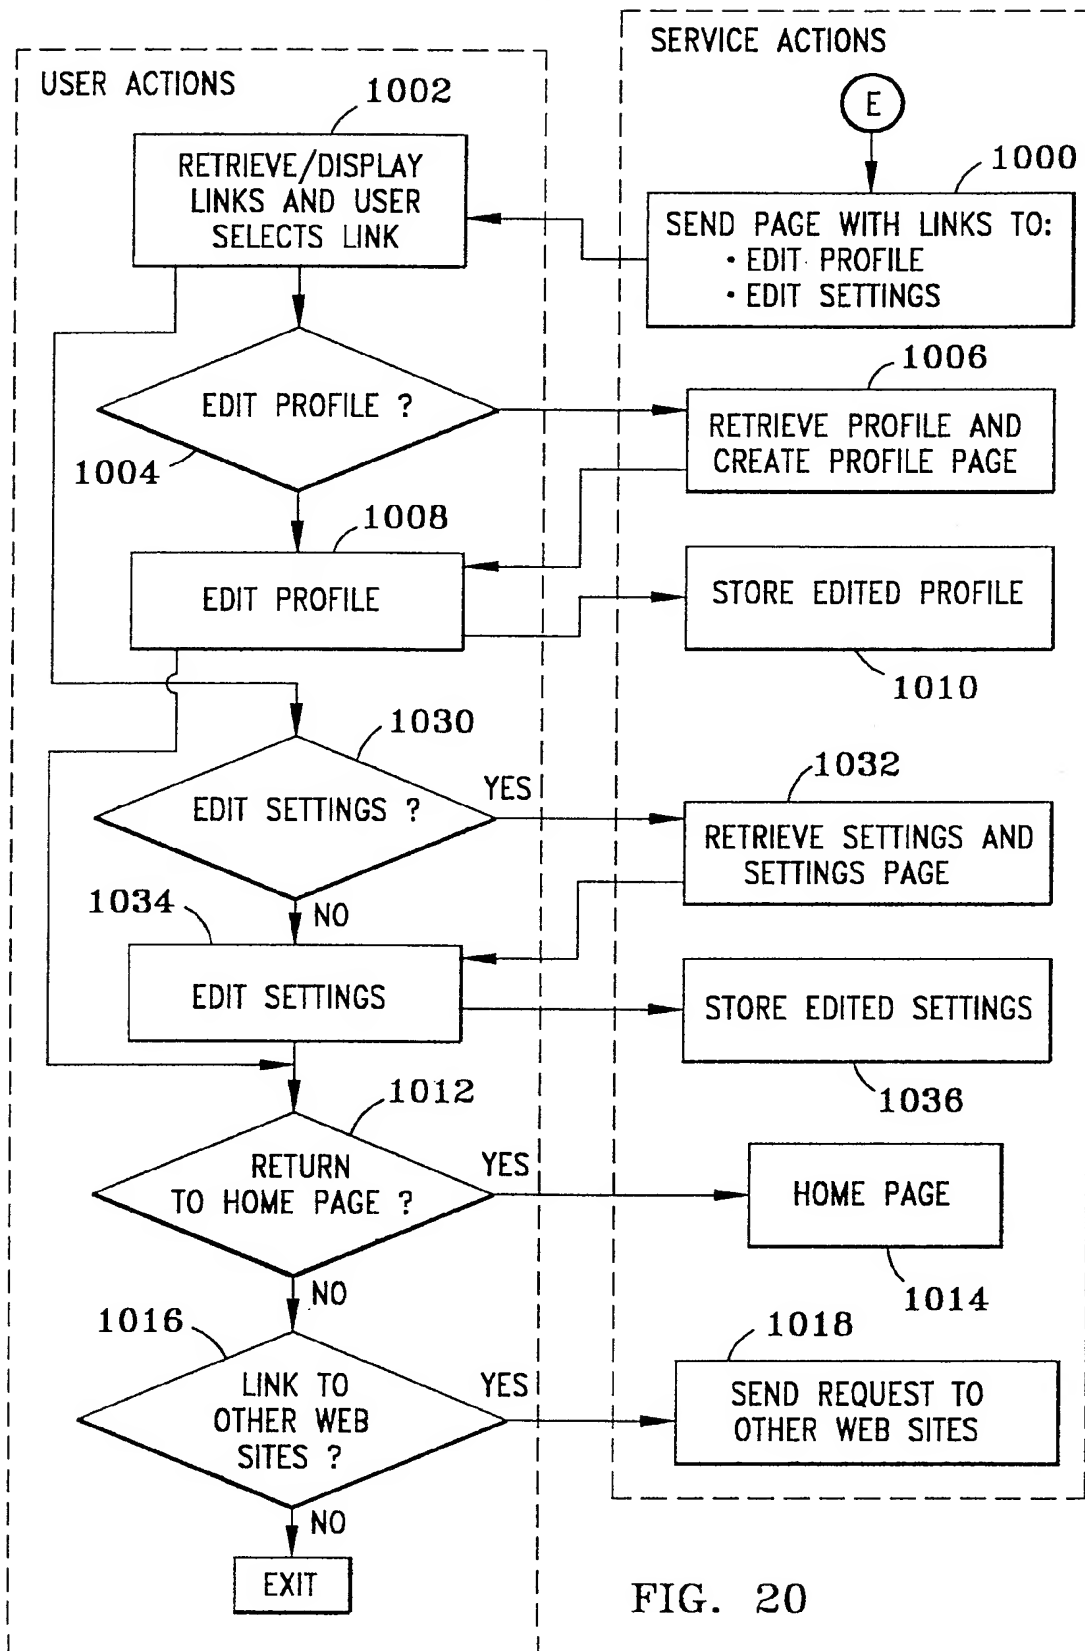 SERVICE ACTIONS
USER ACTIONS
E
1002
RETRIEVE/DISPLAY
LINKS AND USER
SELECTS LINK
1000
SEND PAGE WITH LINKS TO:
• EDIT PROFILE
• EDIT SETTINGS
EDIT PROFILE ?
1004
1006
RETRIEVE PROFILE AND
CREATE PROFILE PAGE
1008
EDIT PROFILE
STORE EDITED PROFILE
1010
1030
EDIT SETTINGS ?
YES
NO
1032
RETRIEVE SETTINGS AND
SETTINGS PAGE
1034
EDIT SETTINGS
STORE EDITED SETTINGS
1036
1012
RETURN
TO HOME PAGE ?
YES
NO
HOME PAGE
1014
1016
LINK TO
OTHER WEB
SITES ?
YES
NO
1018
SEND REQUEST TO
OTHER WEB SITES
EXIT
FIG. 20